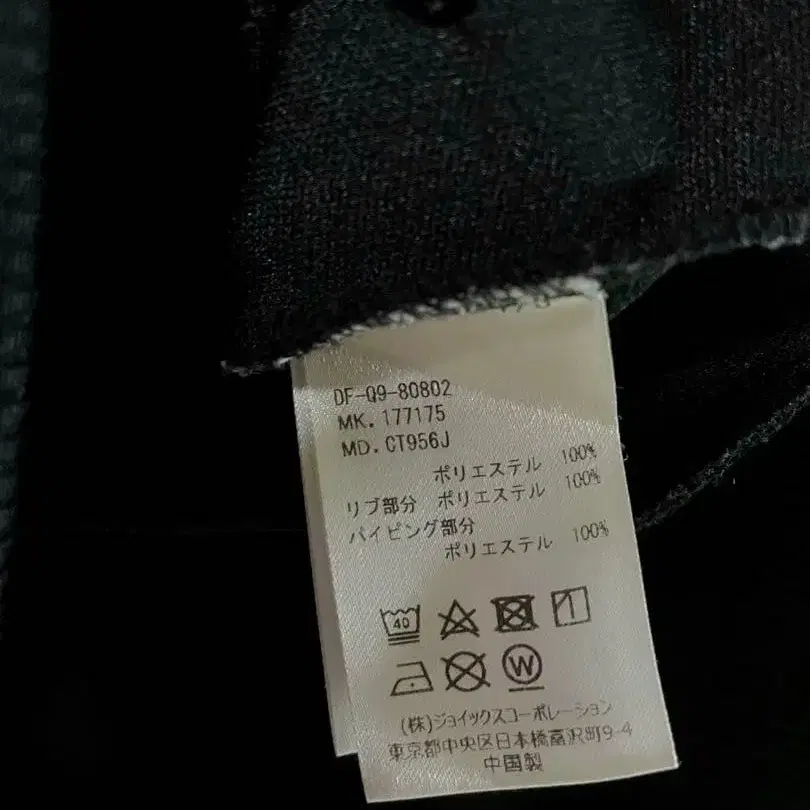 DF-Q9-80802
MK. 177175
MD. CT956J
ポリエステル 100%
リブ部分 ポリエステル 100%
パイピング部分
ポリエステル 100%
40
W
(株)ジョイックスコーポレーション
東京都中央区日本橋富沢町9-4
中国製